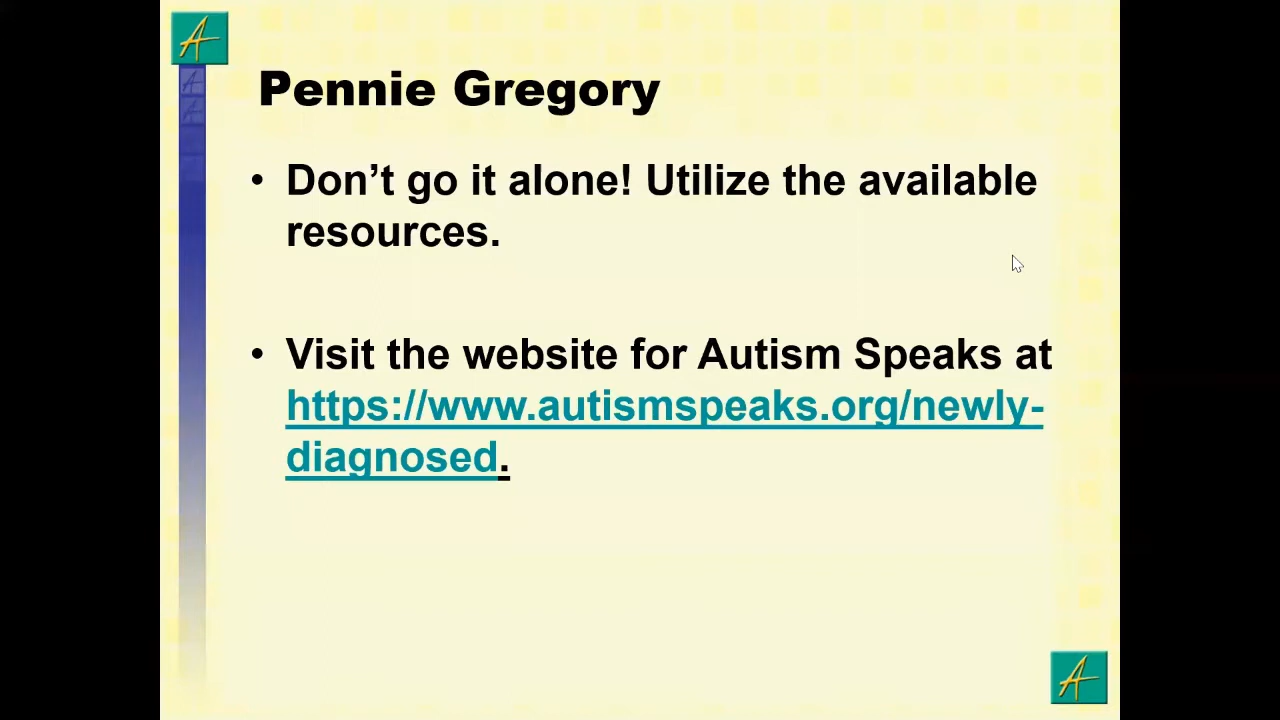 Pennie Gregory
• Don’t go it alone! Utilize the available
resources.
• Visit the website for Autism Speaks at
https://www.autismspeaks.org/newly-
diagnosed.